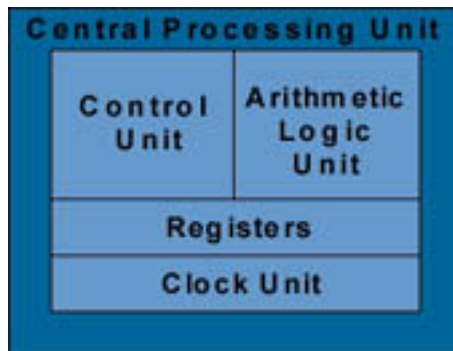 Central Processing Unit
Control
Unit
Arithmetic
Logic
Unit
Registers
Clock Unit